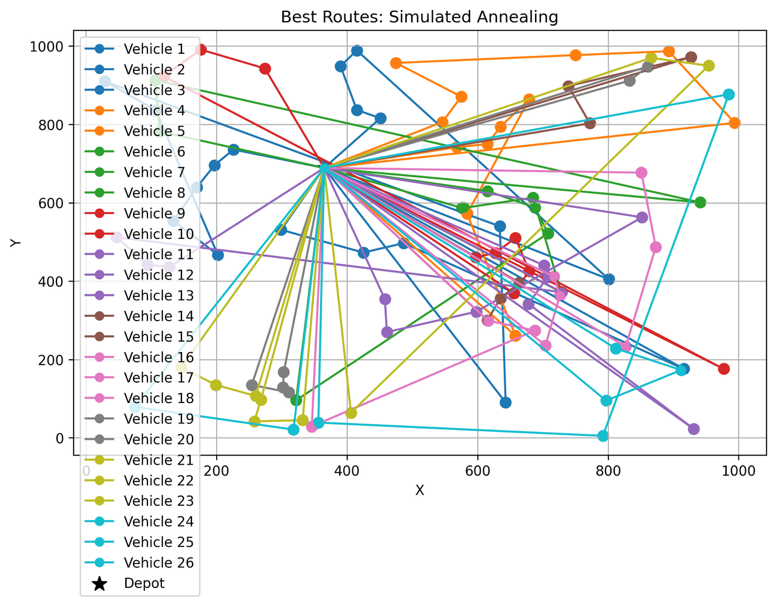 Best Routes: Simulated Annealing
1000
800
600
400
200
0
Y
Vehicle 1
Vehicle 2
Vehicle 3
Vehicle 4
Vehicle 5
Vehicle 6
Vehicle 7
Vehicle 8
Vehicle 9
Vehicle 10
Vehicle 11
Vehicle 12
Vehicle 13
Vehicle 14
Vehicle 15
Vehicle 16
Vehicle 17
Vehicle 18
Vehicle 19
Vehicle 20
Vehicle 21
Vehicle 22
Vehicle 23
Vehicle 24
Vehicle 25
Vehicle 26
Depot
0 200 400 600 800 1000
X